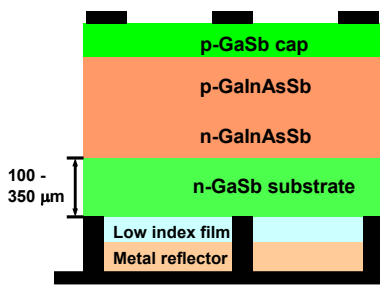 p-GaSb cap
p-GaInAsSb
n-GaInAsSb
100 -
350 μm
n-GaSb substrate
Low index film
Metal reflector